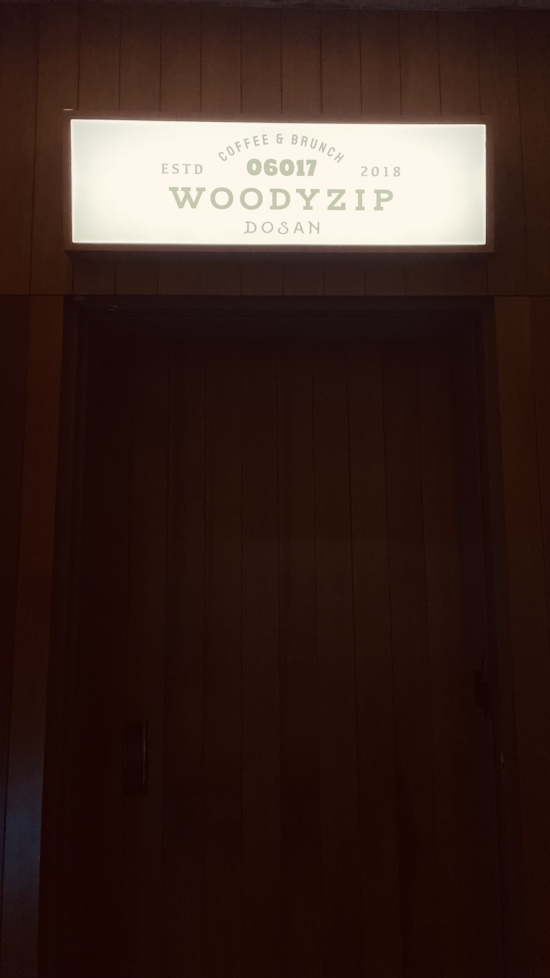 COFFEE & BRUNCH
ESTD 06017 2018
WOODYZIP
DOSAN